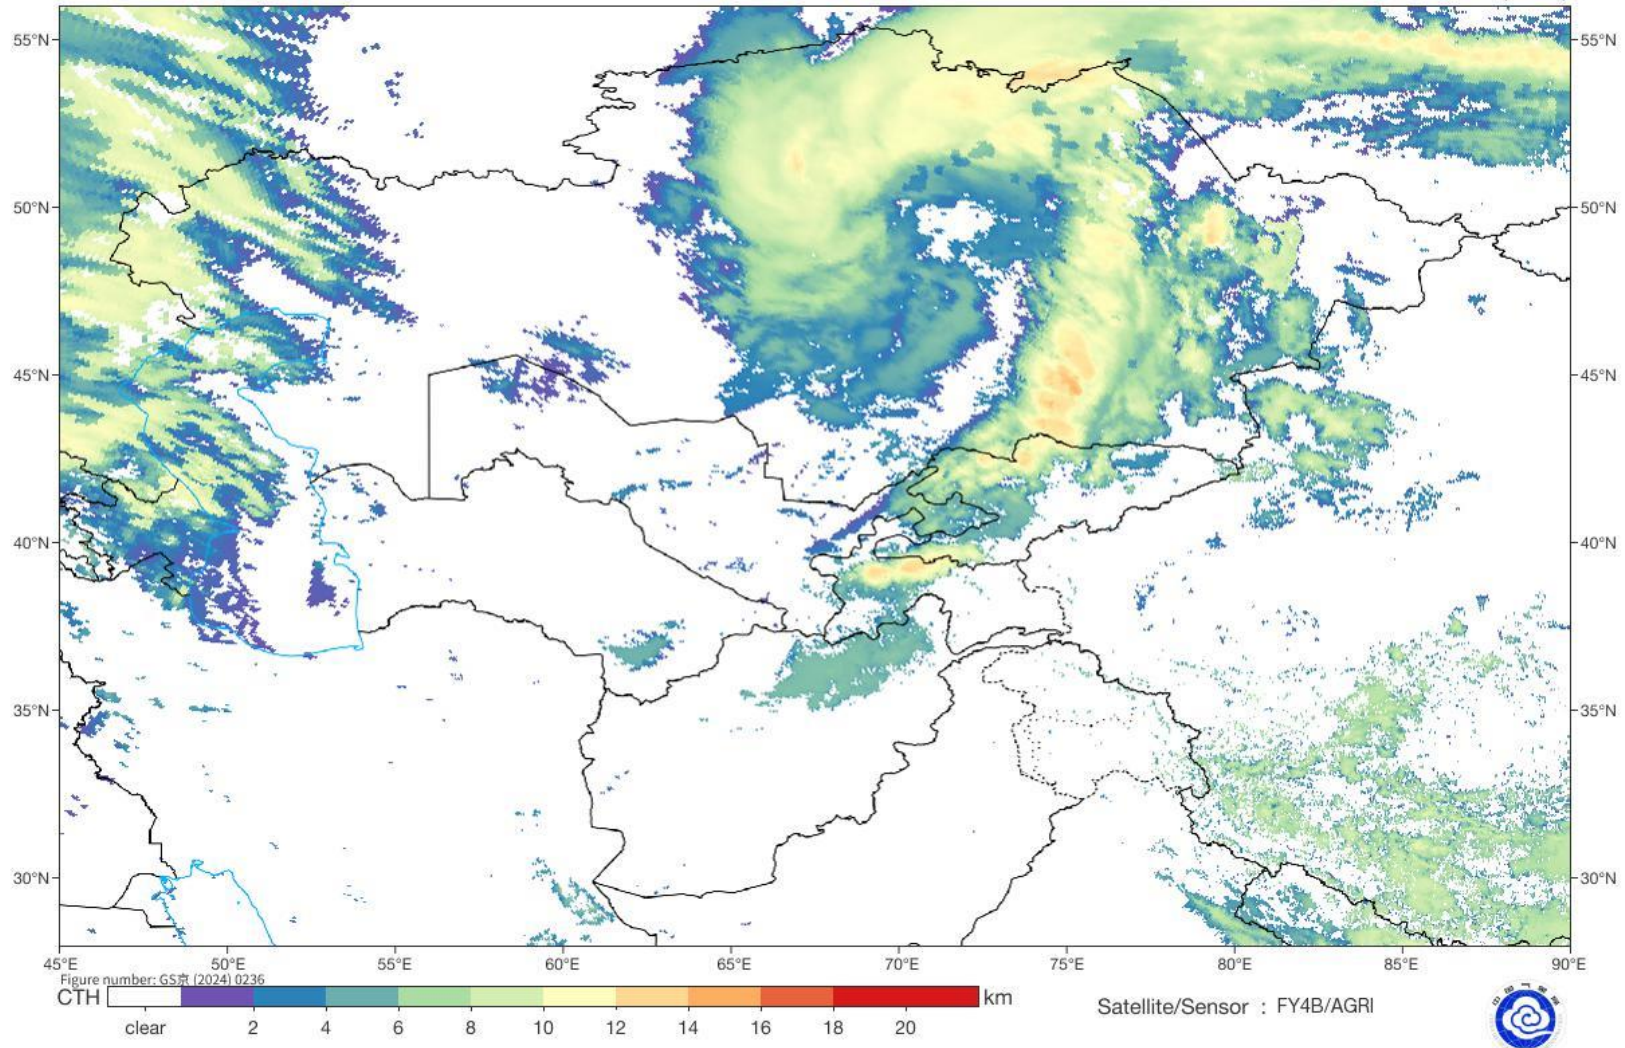 55°N
55°N
50°N
50°N
45°N
45°N
40°N
40°N
35°N
35°N
30°N
30°N
45°E 50°E 55°E 60°E 65°E 70°E 75°E 80°E 85°E 90°E
Figure number: GS京 (2024) 0236
CTH
km
clear 2 4 6 8 10 12 14 16 18 20
Satellite/Sensor : FY4B/AGRI